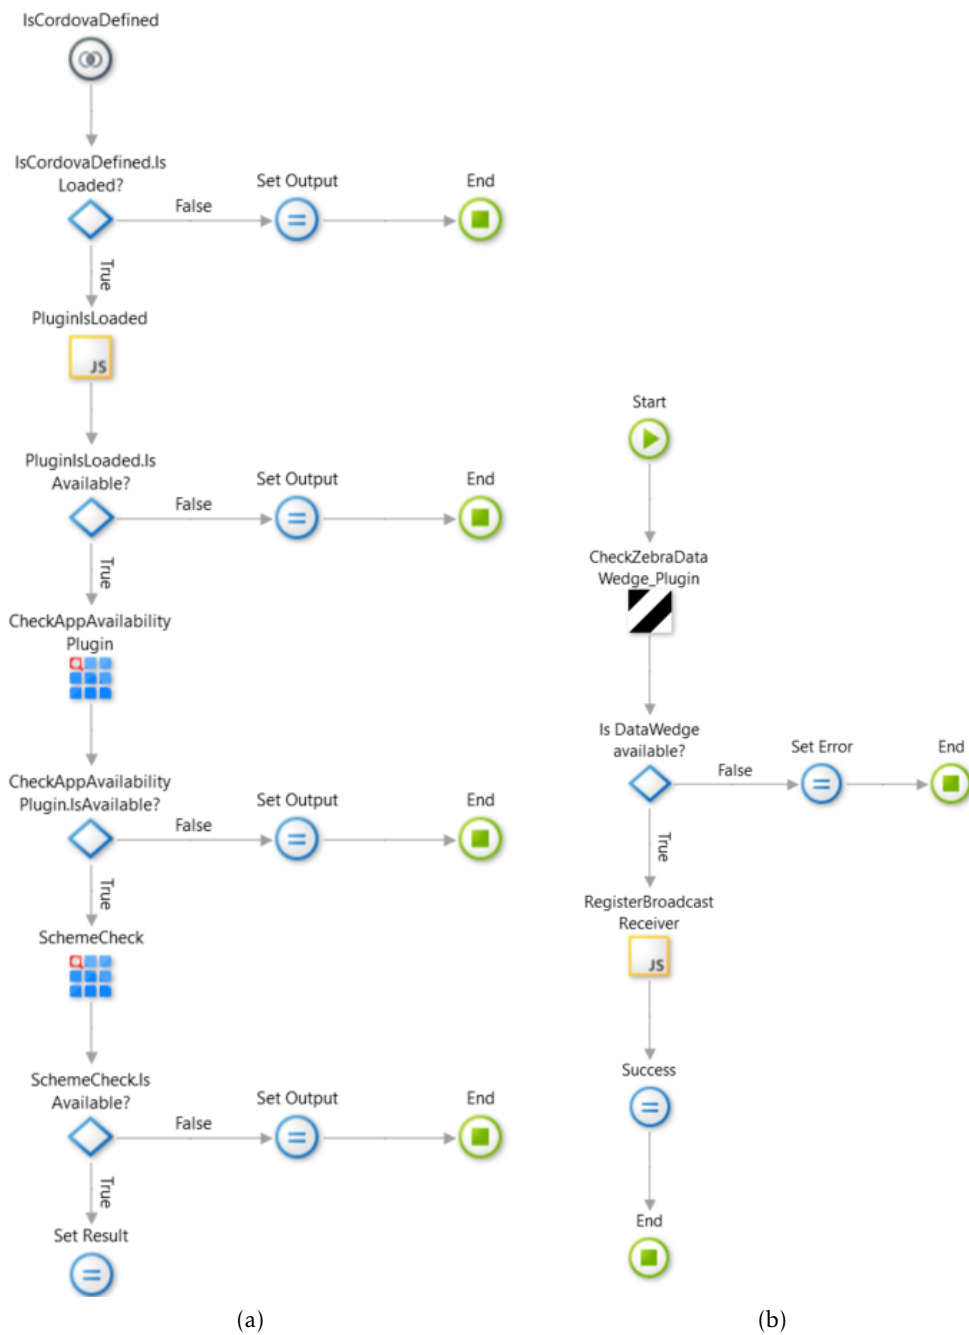 IsCordovaDefined
IsCordovaDefined.Is
Loaded?
False
Set Output
End
True
PluginIsLoaded
JS
PluginIsLoaded.Is
Available?
False
Set Output
End
True
CheckAppAvailability
Plugin
CheckAppAvailability
Plugin.IsAvailable?
False
Set Output
End
True
SchemeCheck
SchemeCheck.Is
Available?
False
Set Output
End
True
Set Result
(a)
Start
CheckZebraData
Wedge_Plugin
Is DataWedge
available?
False
Set Error
End
True
RegisterBroadcast
Receiver
JS
Success
End
(b)